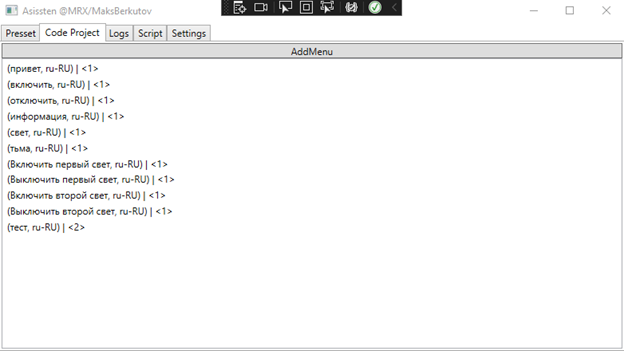 Asissten @MRX/MaksBerkutov
Presset Code Project Logs Script Settings
AddMenu
(привет, ru-RU) | <1>
(включить, ru-RU) | <1>
(отключить, ru-RU) | <1>
(информация, ru-RU) | <1>
(свет, ru-RU) | <1>
(тьма, ru-RU) | <1>
(Включить первый свет, ru-RU) | <1>
(Выключить первый свет, ru-RU) | <1>
(Включить второй свет, ru-RU) | <1>
(Выключить второй свет, ru-RU) | <1>
(тест, ru-RU) | <2>